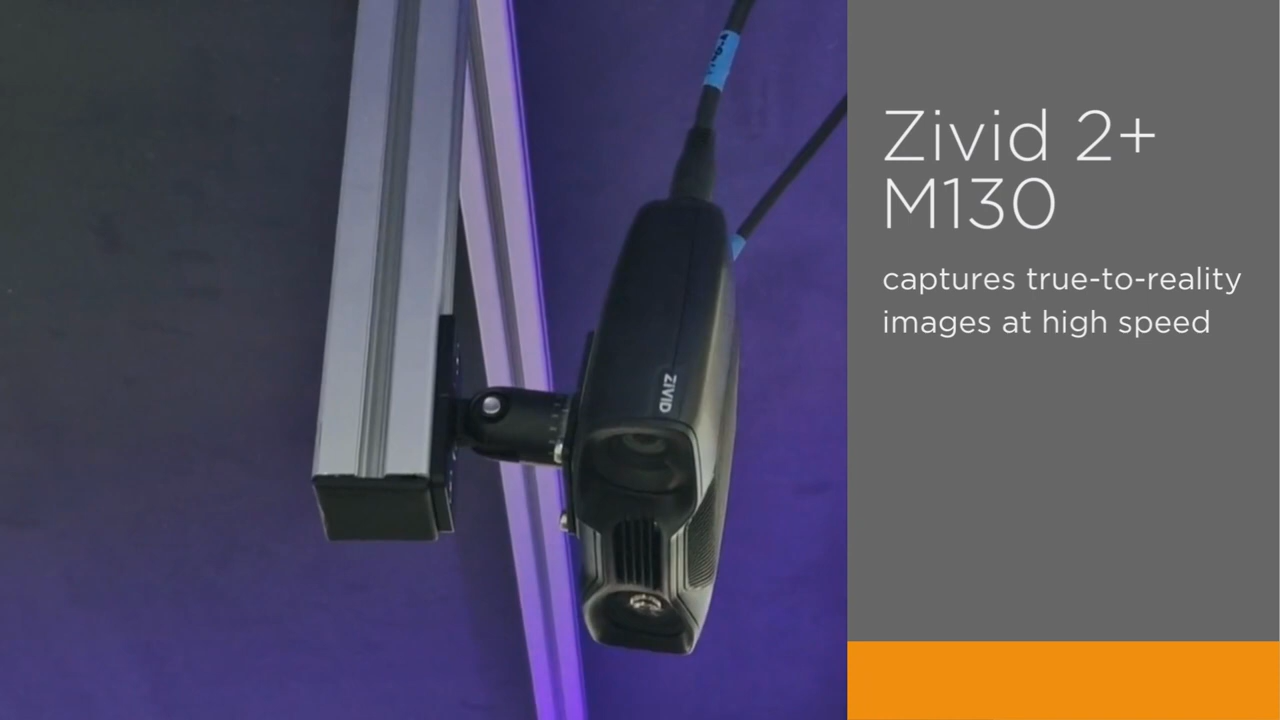 Zivid 2+
M130
captures true-to-reality
images at high speed
ZIVID